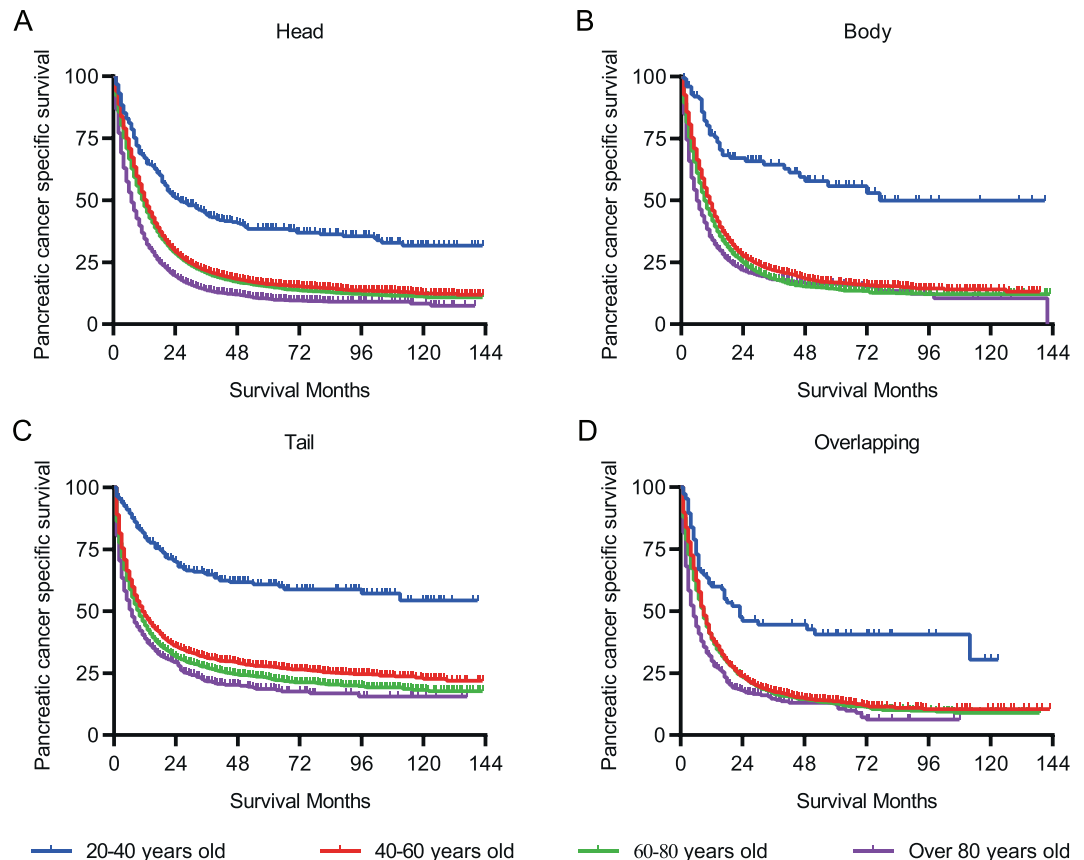 A
Head
Pancreatic cancer specific survival
100
75
50
25
0
0 24 48 72 96 120 144
Survival Months
B
Body
Pancreatic cancer specific survival
100
75
50
25
0
0 24 48 72 96 120 144
Survival Months
C
Tail
Pancreatic cancer specific survival
100
75
50
25
0
0 24 48 72 96 120 144
Survival Months
D
Overlapping
Pancreatic cancer specific survival
100
75
50
25
0
0 24 48 72 96 120 144
Survival Months
20-40 years old 40-60 years old 60-80 years old Over 80 years old